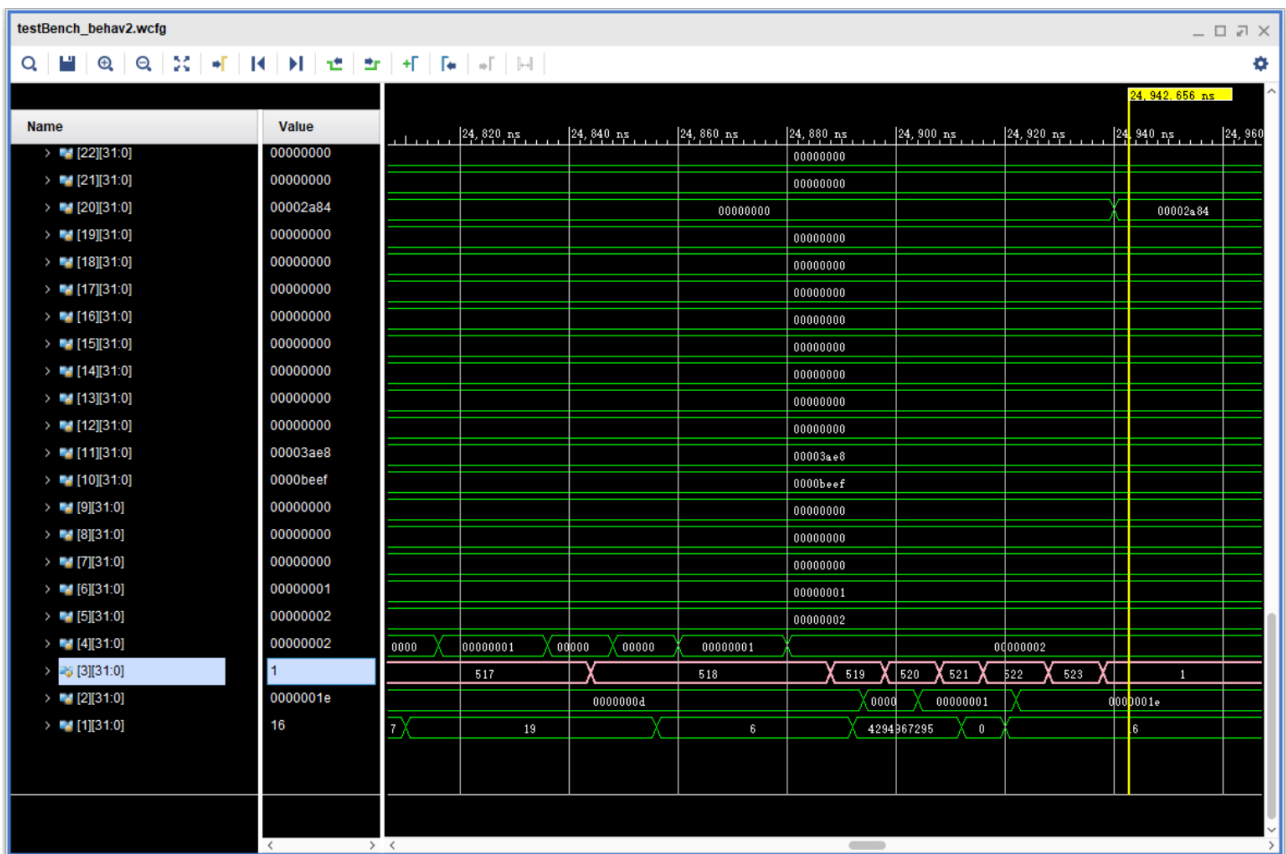 testBench_behav2.wcfg
24,942.656 ns
Name Value
24,820 ns 24,840 ns 24,860 ns 24,880 ns 24,900 ns 24,920 ns 24,940 ns 24,960
[22][31:0] 00000000 00000000
[21][31:0] 00000000 00000000
[20][31:0] 00002a84 00000000 00002a84
[19][31:0] 00000000 00000000
[18][31:0] 00000000 00000000
[17][31:0] 00000000 00000000
[16][31:0] 00000000 00000000
[15][31:0] 00000000 00000000
[14][31:0] 00000000 00000000
[13][31:0] 00000000 00000000
[12][31:0] 00000000 00000000
[11][31:0] 00003ae8 00003ae8
[10][31:0] 0000beef 0000beef
[9][31:0] 00000000 00000000
[8][31:0] 00000000 00000000
[7][31:0] 00000000 00000000
[6][31:0] 00000001 00000001
[5][31:0] 00000002 00000002
[4][31:0] 00000002 0000 00000001 00000 00000 00000001 00000002
[3][31:0] 1 517 518 519 520 521 522 523 1
[2][31:0] 0000001e 0000000d 0000 00000001 0000001e
[1][31:0] 16 7 19 6 4294967295 0 16